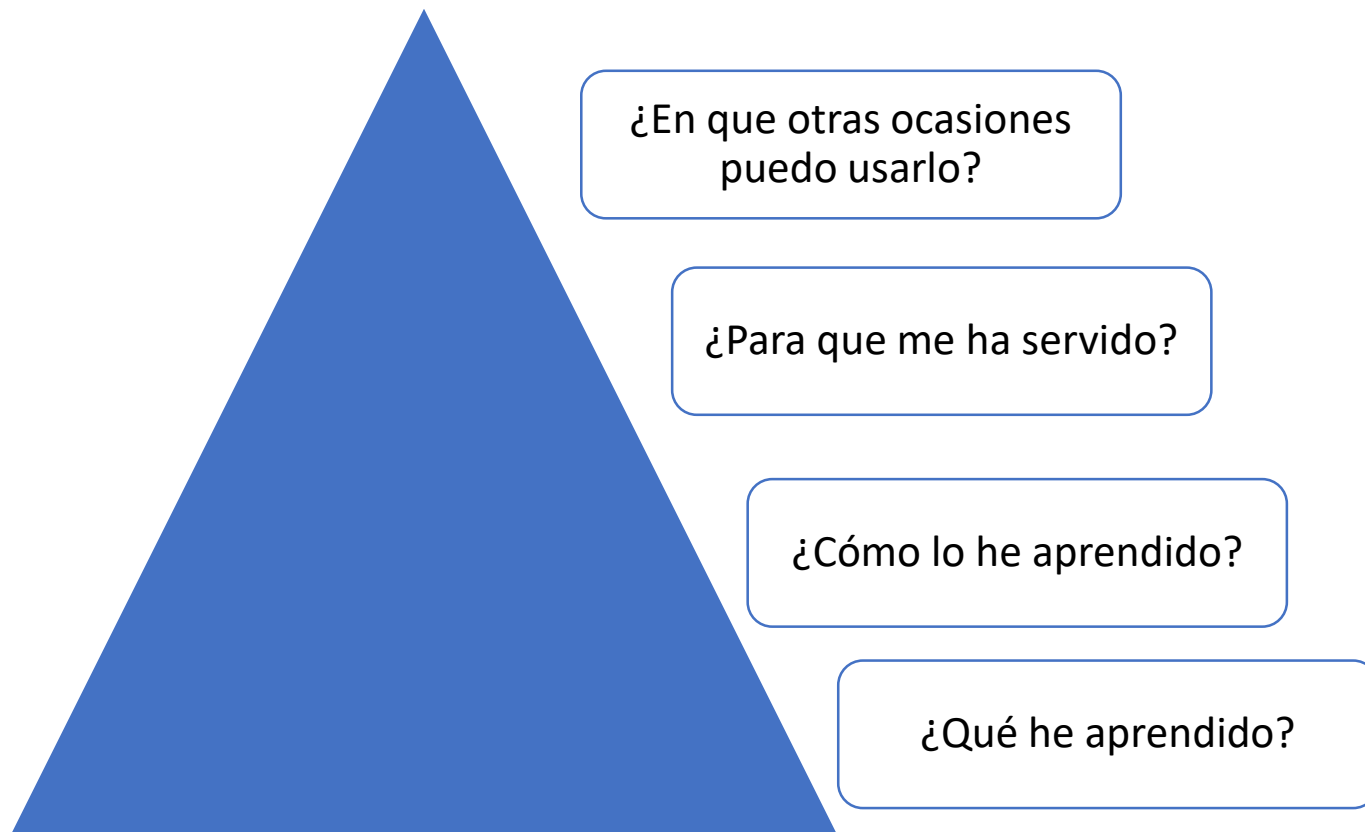 ¿En que otras ocasiones
puedo usarlo?
¿Para que me ha servido?
¿Cómo lo he aprendido?
¿Qué he aprendido?